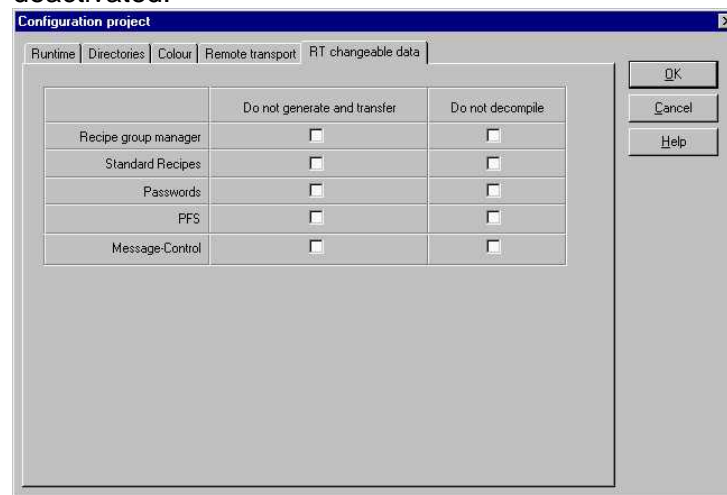 deactivated.
Configuration project
Runtime Directories Colour Remote transport RT changeable data
OK
Do not generate and transfer Do not decompile
Cancel
Recipe group manager
Help
Standard Recipes
Passwords
PFS
Message-Control